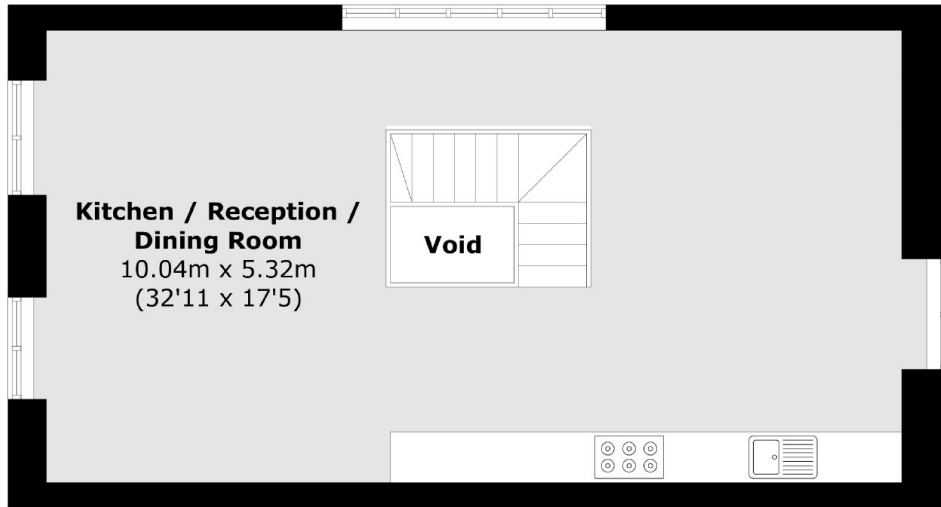 Kitchen / Reception /
Dining Room
10.04m x 5.32m
(32'11 x 17'5)
Void